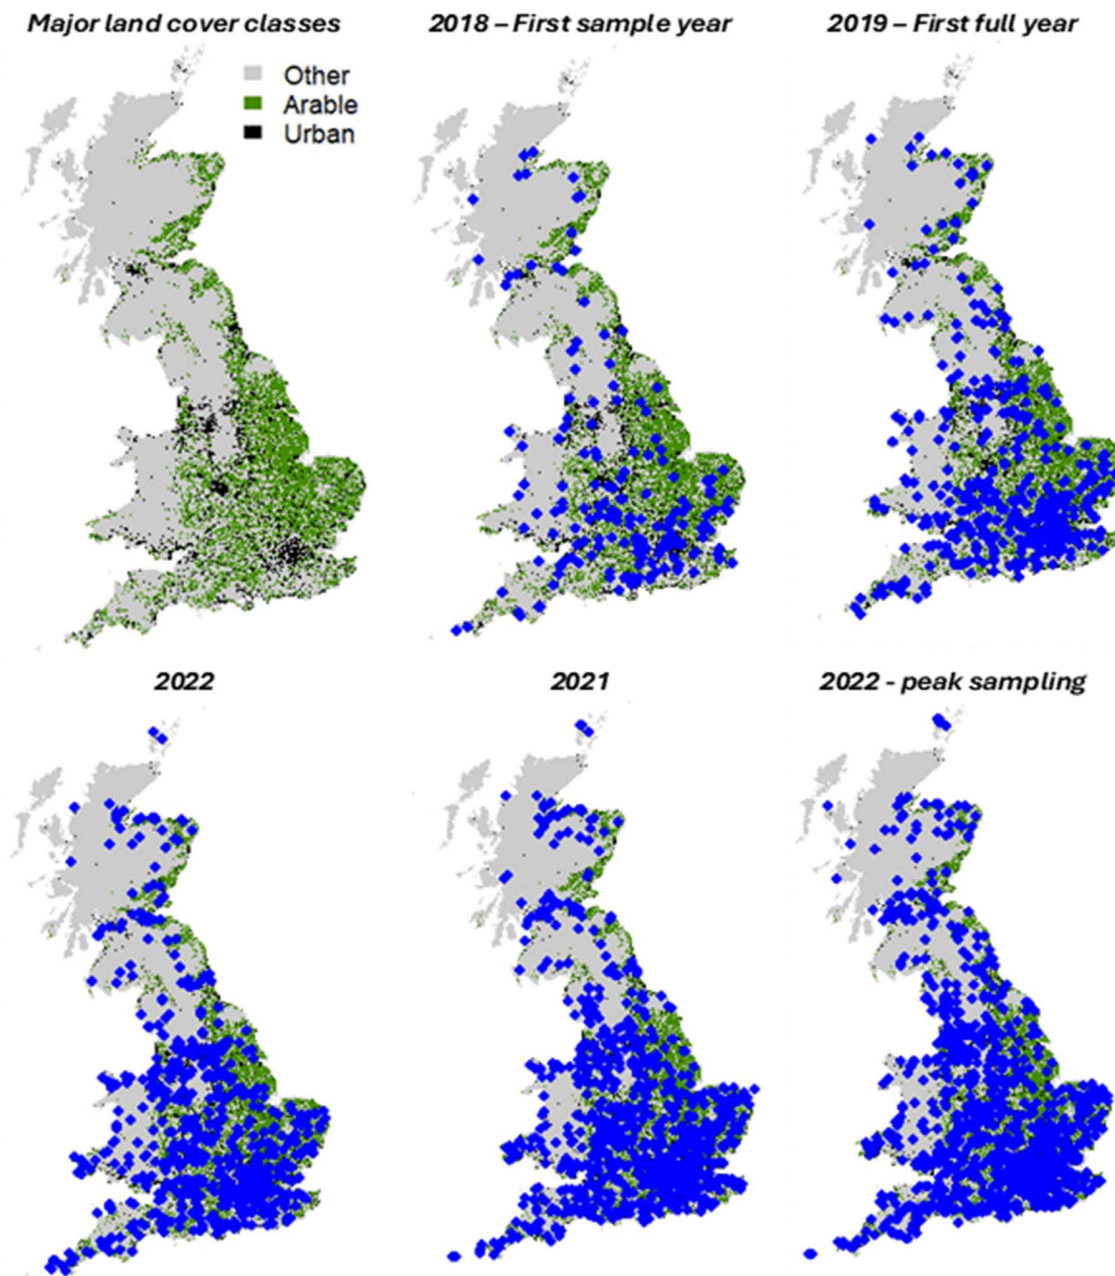 Major land cover classes
2018 – First sample year
2019 – First full year
Other
Arable
Urban
2022
2021
2022 - peak sampling